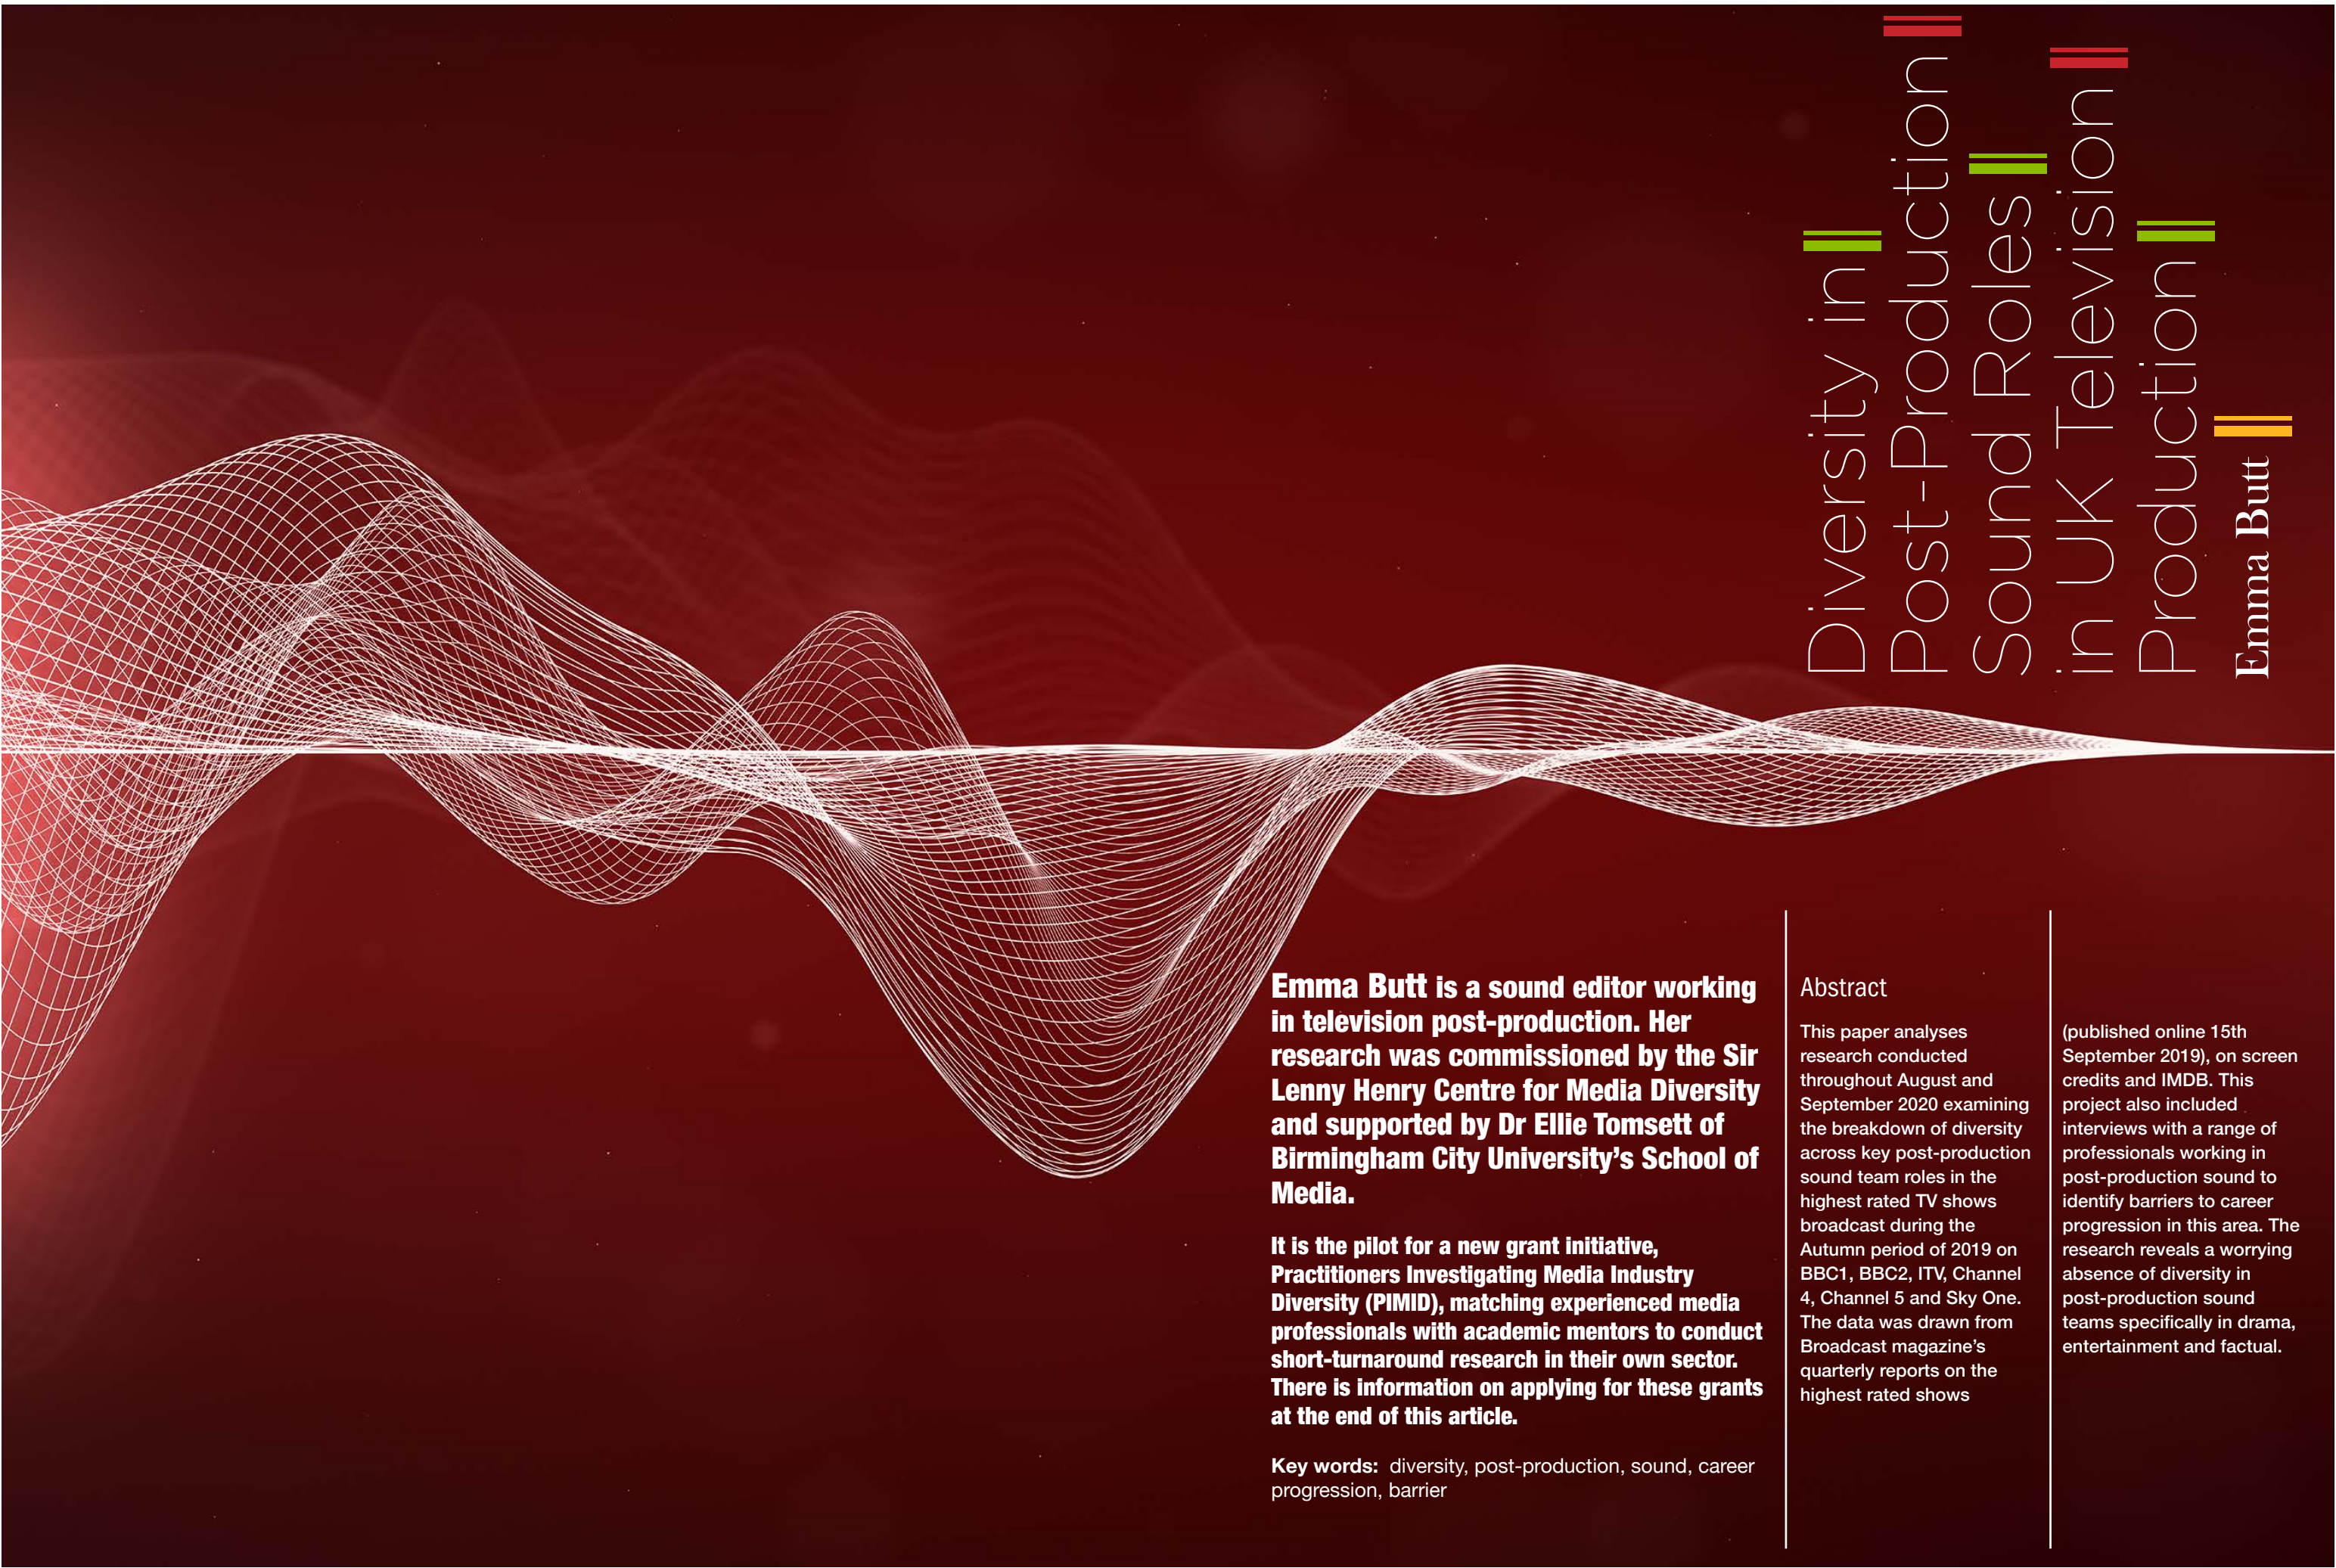 Diversity in
Post-Production
Sound Roles
in UK Television
Production
Emma Butt
Emma Butt is a sound editor working
in television post-production. Her
research was commissioned by the Sir
Lenny Henry Centre for Media Diversity
and supported by Dr Ellie Tomsett of
Birmingham City University’s School of
Media.
It is the pilot for a new grant initiative,
Practitioners Investigating Media Industry
Diversity (PIMID), matching experienced media
professionals with academic mentors to conduct
short-turnaround research in their own sector.
There is information on applying for these grants
at the end of this article.
Key words: diversity, post-production, sound, career
progression, barrier
Abstract
This paper analyses
research conducted
throughout August and
September 2020 examining
the breakdown of diversity
across key post-production
sound team roles in the
highest rated TV shows
broadcast during the
Autumn period of 2019 on
BBC1, BBC2, ITV, Channel
4, Channel 5 and Sky One.
The data was drawn from
Broadcast magazine’s
quarterly reports on the
highest rated shows
(published online 15th
September 2019), on screen
credits and IMDB. This
project also included
interviews with a range of
professionals working in
post-production sound to
identify barriers to career
progression in this area. The
research reveals a worrying
absence of diversity in
post-production sound
teams specifically in drama,
entertainment and factual.